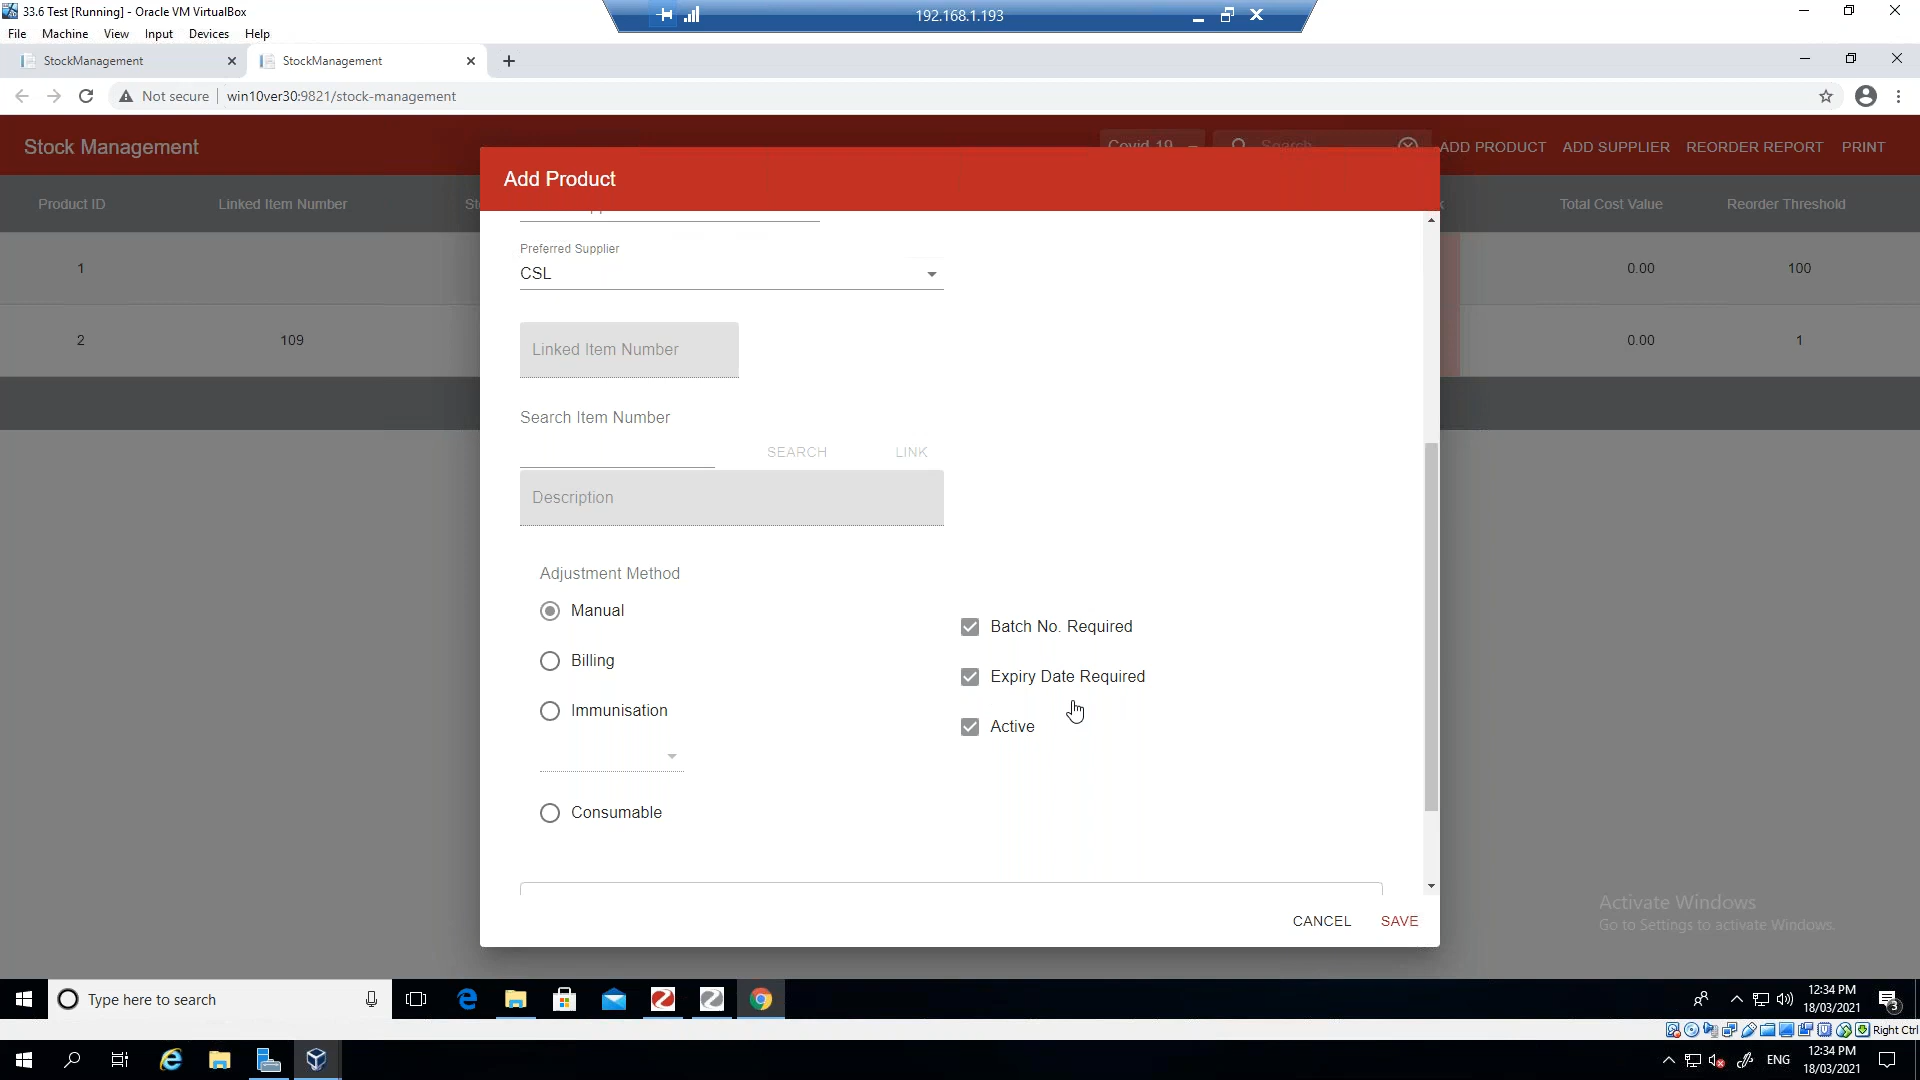 33.6 Test [Running] - Oracle VM VirtualBox
192.168.1.193
File Machine View Input Devices Help
StockManagement
StockManagement
Not secure win10ver30:9821/stock-management
Stock Management
Covid 19
Search
ADD PRODUCT ADD SUPPLIER REORDER REPORT PRINT
Add Product
Product ID Linked Item Number
Total Cost Value Reorder Threshold
1 0.00 100
2 109 0.00 1
Preferred Supplier
CSL
Linked Item Number
Search Item Number
SEARCH LINK
Description
Adjustment Method
Manual
Billing
Immunisation
Consumable
Batch No. Required
Expiry Date Required
Active
CANCEL SAVE
Activate Windows
Go to Settings to activate Windows.
Type here to search
12:34 PM
18/03/2021
3
Right Ctrl
ENG
12:34 PM
18/03/2021